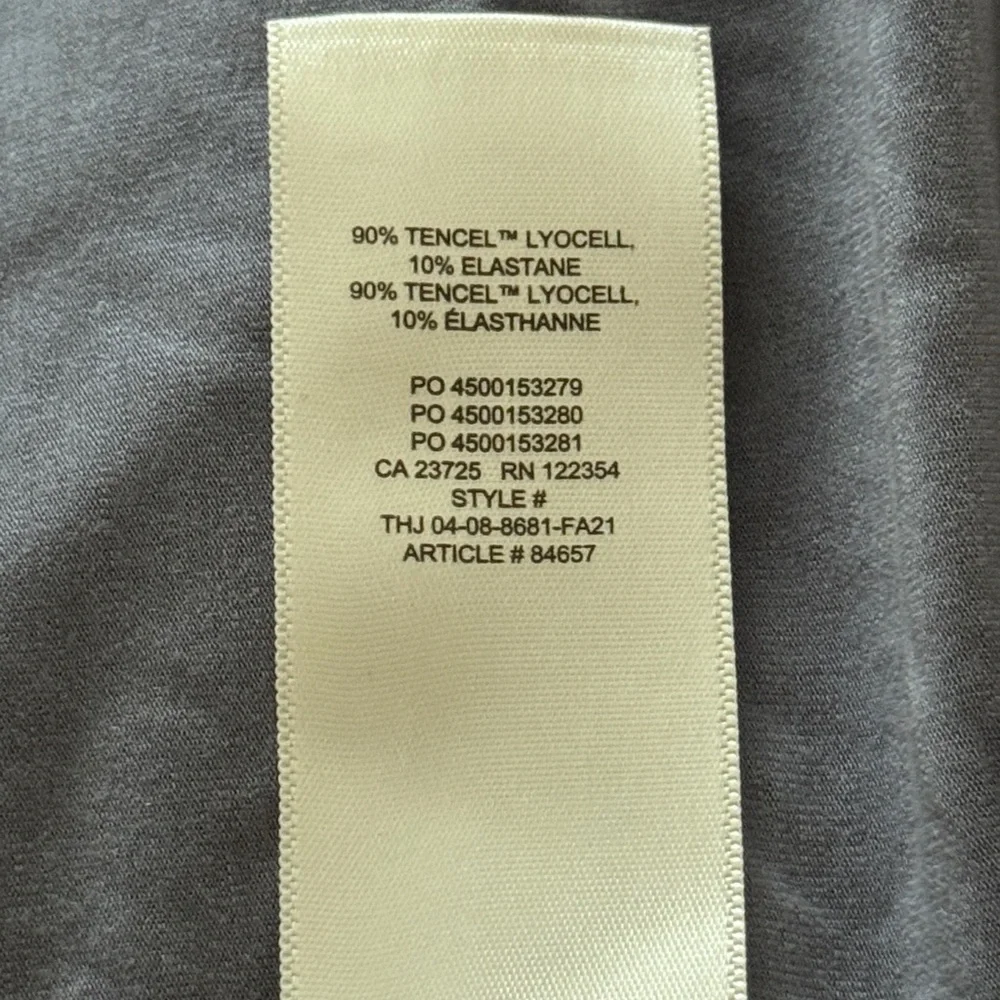 90% TENCEL™ LYOCELL,
10% ELASTANE
90% TENCEL™ LYOCELL,
10% ÉLASTHANNE
PO 4500153279
PO 4500153280
PO 4500153281
CA 23725 RN 122354
STYLE #
THJ 04-08-8681-FA21
ARTICLE # 84657